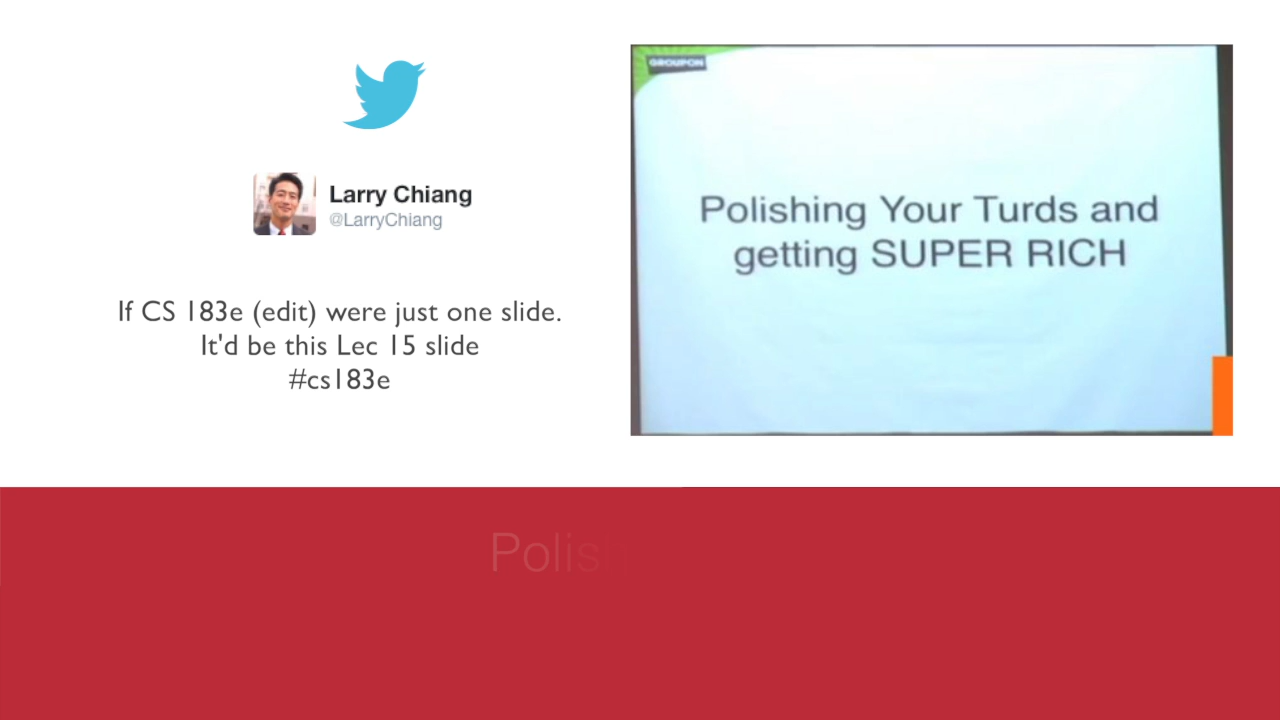 Larry Chiang
@LarryChiang
If CS 183e (edit) were just one slide.
It'd be this Lec 15 slide
#cs183e
GROUPON
Polishing Your Turds and
getting SUPER RICH
Polish